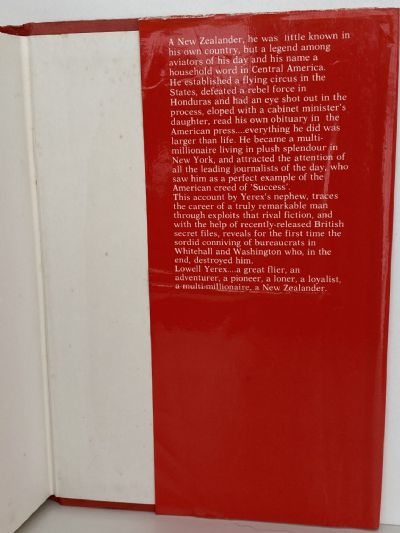 A New Zealander, he was little known in
his own country, but a legend among
aviators of his day and his name a
household word in Central America.
He established a flying circus in the
States, defeated a rebel force in
Honduras and had an eye shot out in the
process, eloped with a cabinet minister's
daughter, read his own obituary in the
American press....everything he did was
larger than life. He became a multi-
millionaire living in plush splendour in
New York, and attracted the attention of
all the leading journalists of the day, who
saw him as a perfect example of the
American creed of 'Success'.
This account by Yerex's nephew, traces
the career of a truly remarkable man
through exploits that rival fiction, and
with the help of recently-released British
secret files, reveals for the first time the
sordid conniving of bureaucrats in
Whitehall and Washington who, in the
end, destroyed him.
Lowell Yerex....a great flier, an
adventurer, a pioneer, a loner, a loyalist,
a multi-millionaire, a New Zealander.